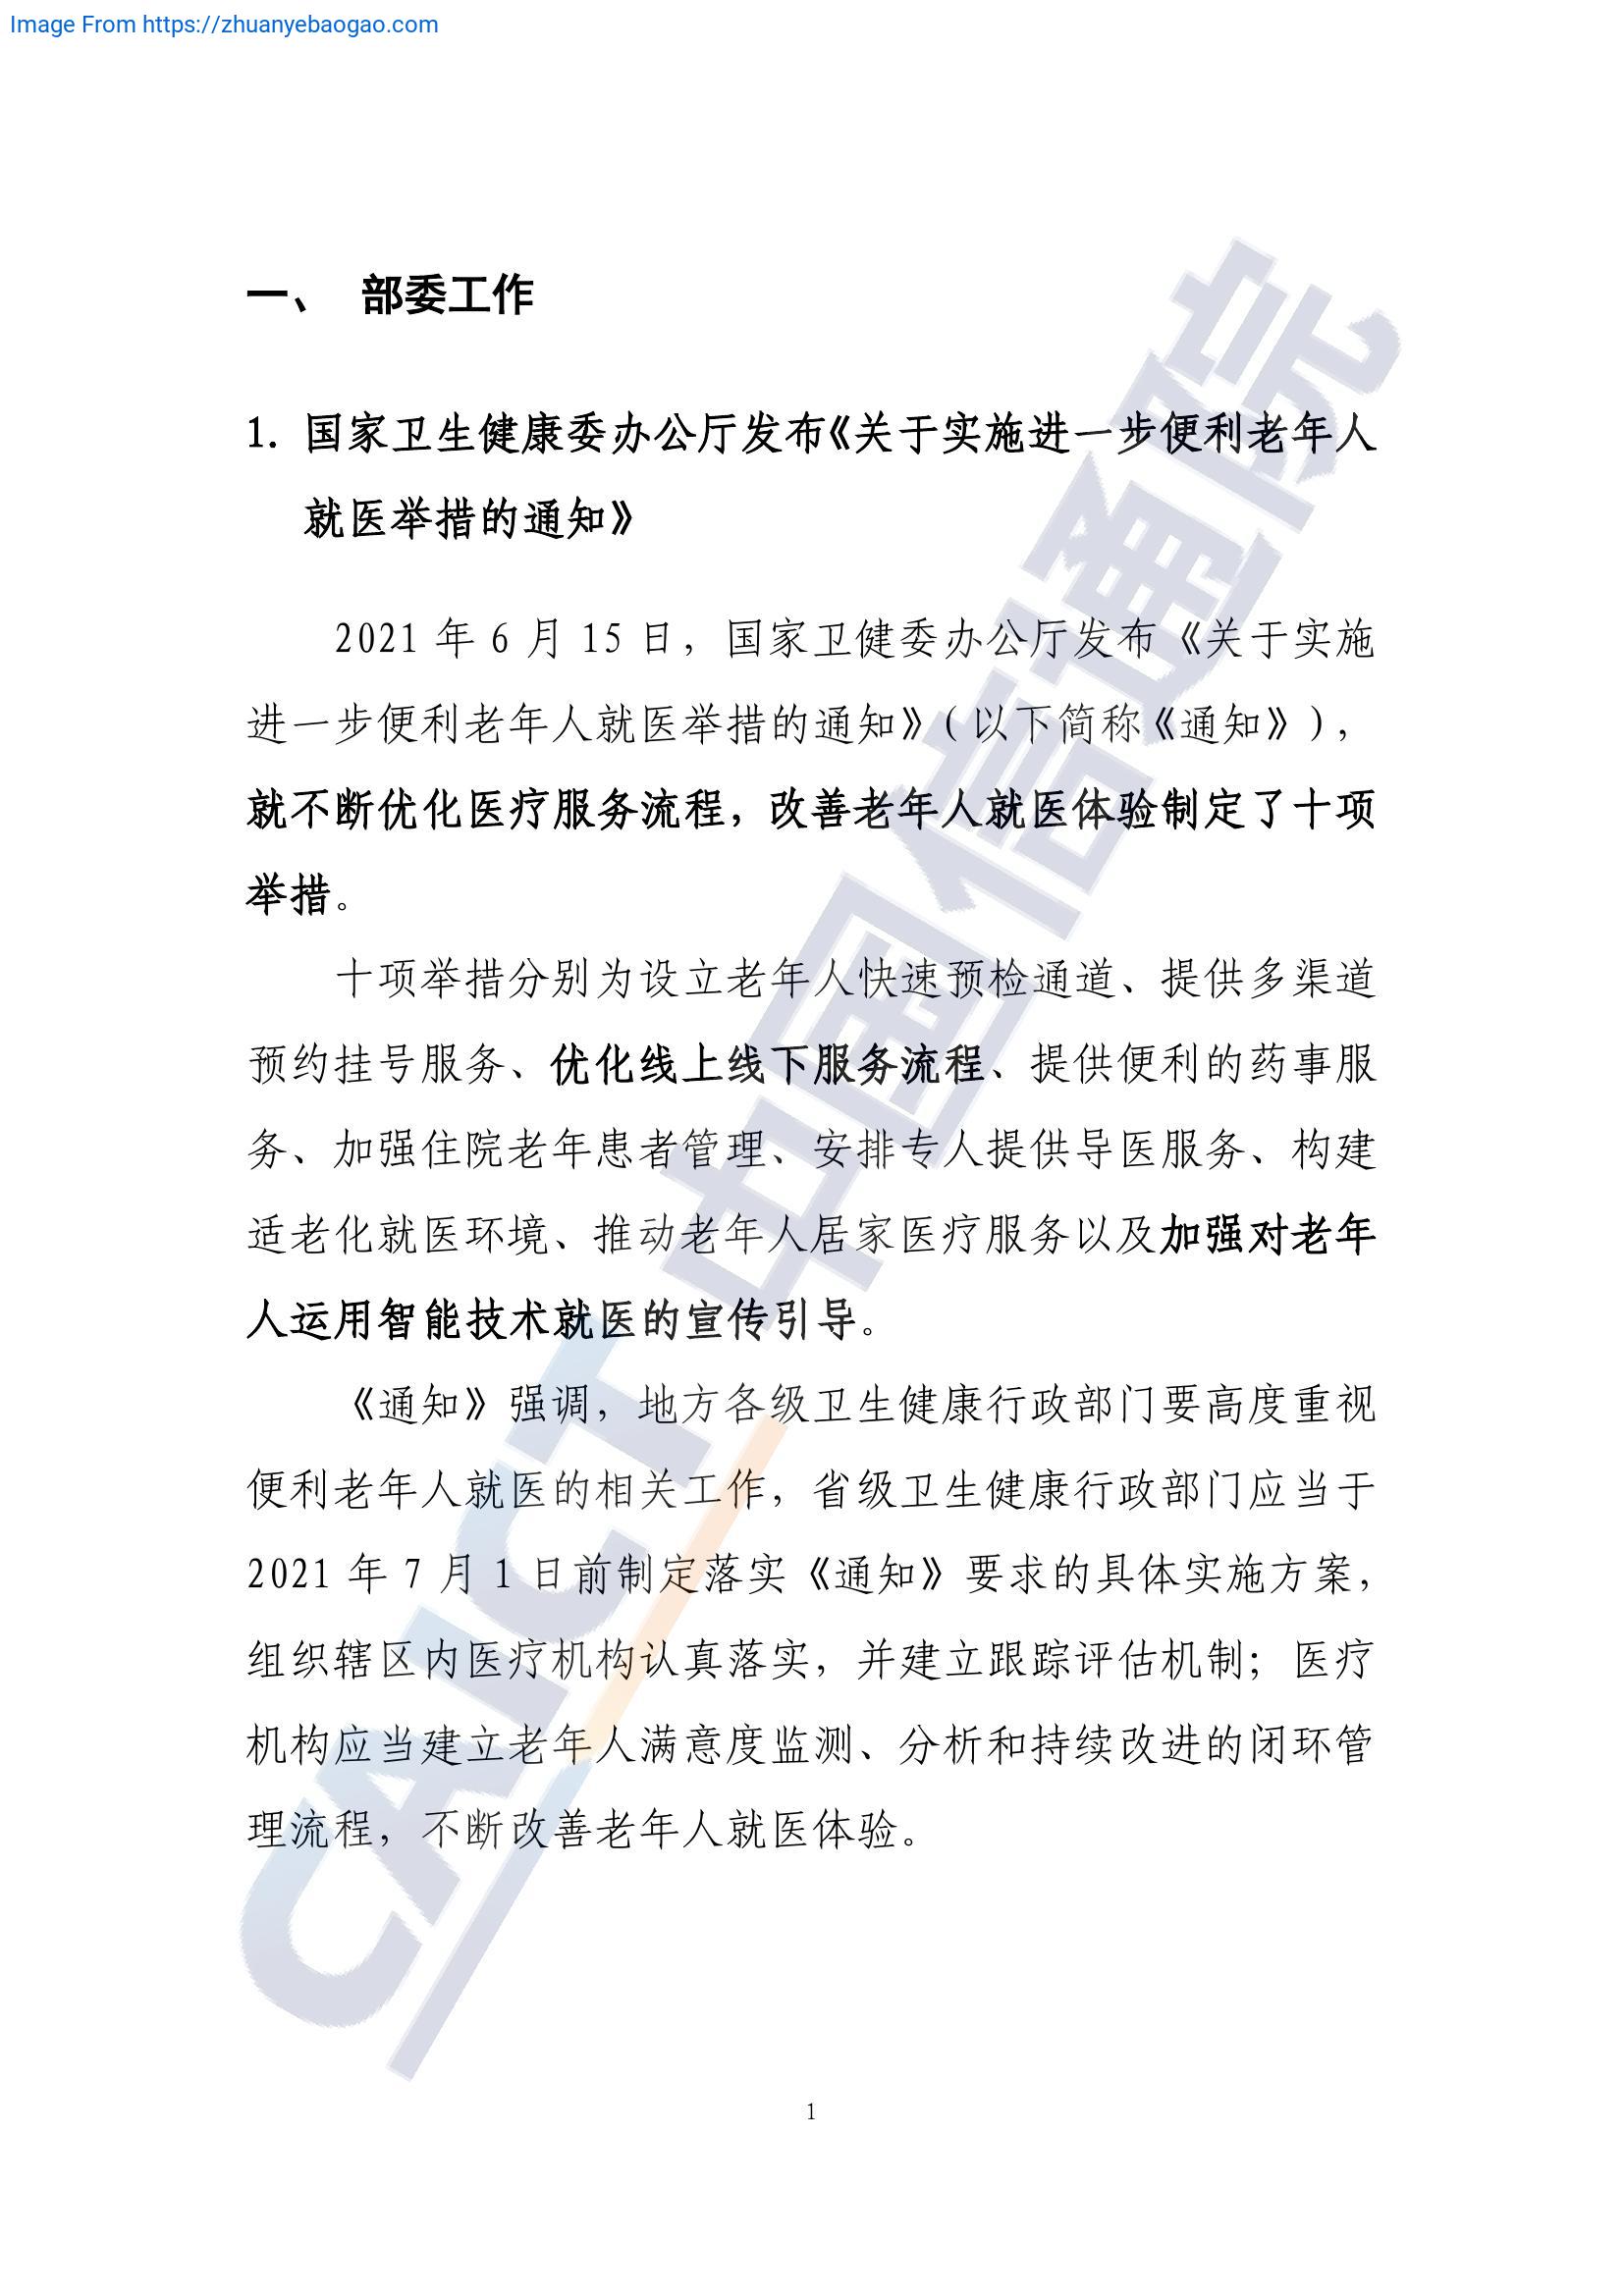 Image From https://zhuanyebaogao.com
一、 部委工作
1. 国家卫生健康委办公厅发布《关于实施进一步便利老年人
就医举措的通知》
2021 年 6 月 15 日，国家卫健委办公厅发布《关于实施
进一步便利老年人就医举措的通知》（以下简称《通知》），
就不断优化医疗服务流程，改善老年人就医体验制定了十项
举措。
十项举措分别为设立老年人快速预检通道、提供多渠道
预约挂号服务、优化线上线下服务流程、提供便利的药事服
务、加强住院老年患者管理、安排专人提供导医服务、构建
适老化就医环境、推动老年人居家医疗服务以及加强对老年
人运用智能技术就医的宣传引导。
《通知》强调，地方各级卫生健康行政部门要高度重视
便利老年人就医的相关工作，省级卫生健康行政部门应当于
2021 年 7 月 1 日前制定落实《通知》要求的具体实施方案，
组织辖区内医疗机构认真落实，并建立跟踪评估机制；医疗
机构应当建立老年人满意度监测、分析和持续改进的闭环管
理流程，不断改善老年人就医体验。
CAICT 中国信通院
1